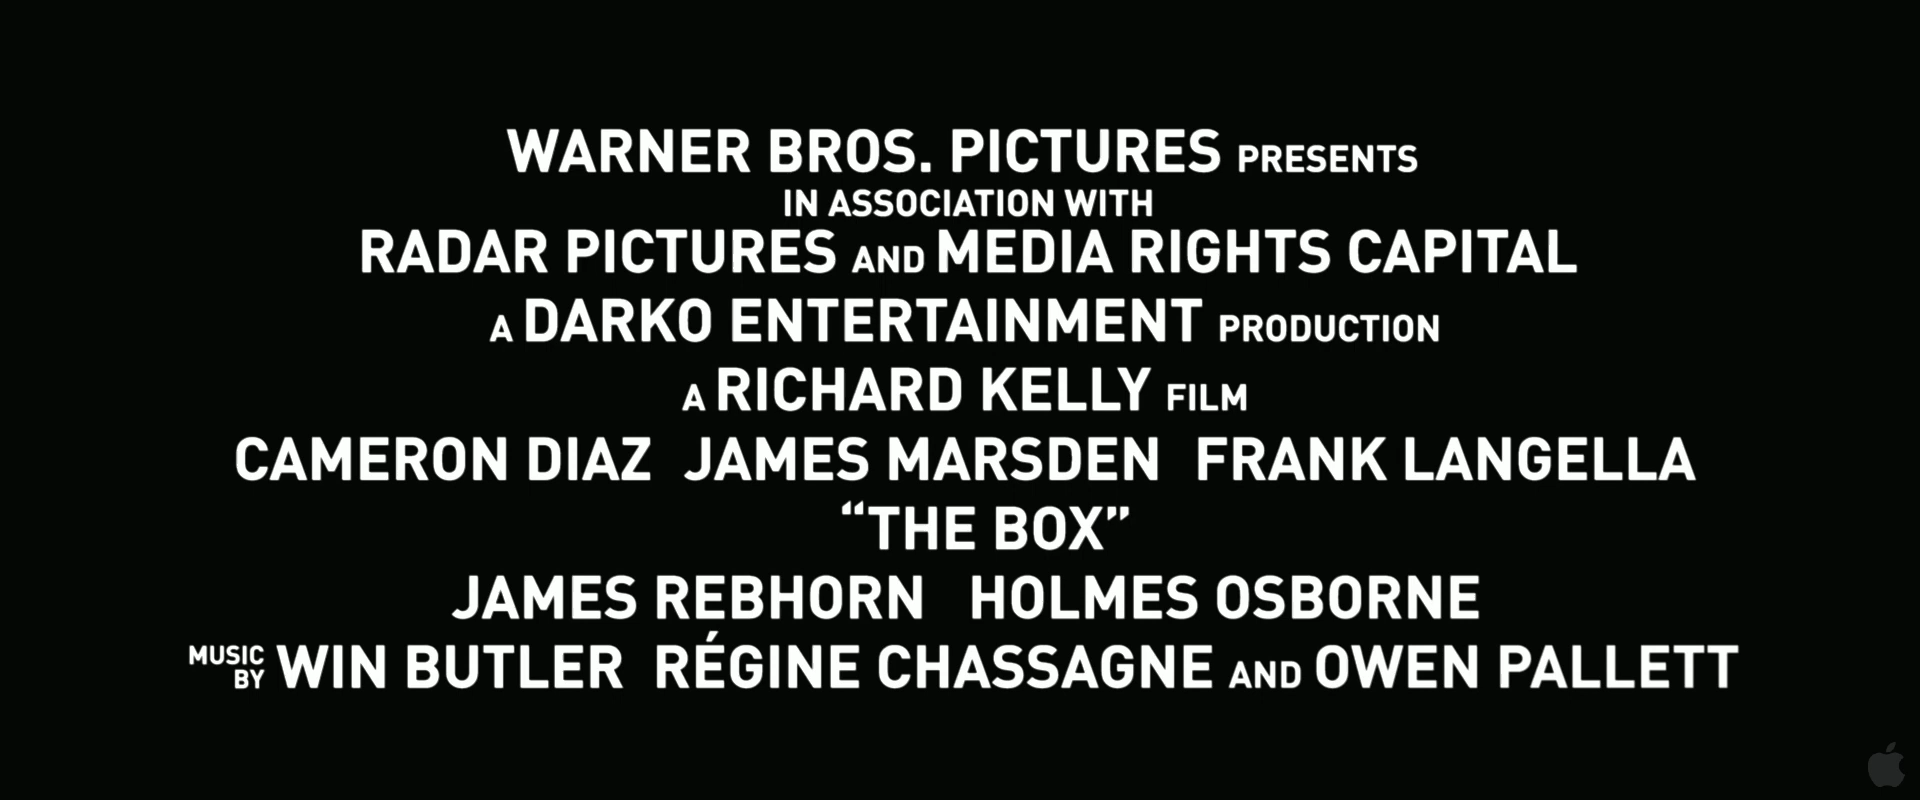 WARNER BROS. PICTURES PRESENTS
IN ASSOCIATION WITH
RADAR PICTURES AND MEDIA RIGHTS CAPITAL
A DARKO ENTERTAINMENT PRODUCTION
A RICHARD KELLY FILM
CAMERON DIAZ JAMES MARSDEN FRANK LANGELLA
“THE BOX”
JAMES REBHORN HOLMES OSBORNE
MUSIC BY WIN BUTLER RÉGINE CHASSAGNE AND OWEN PALLETT